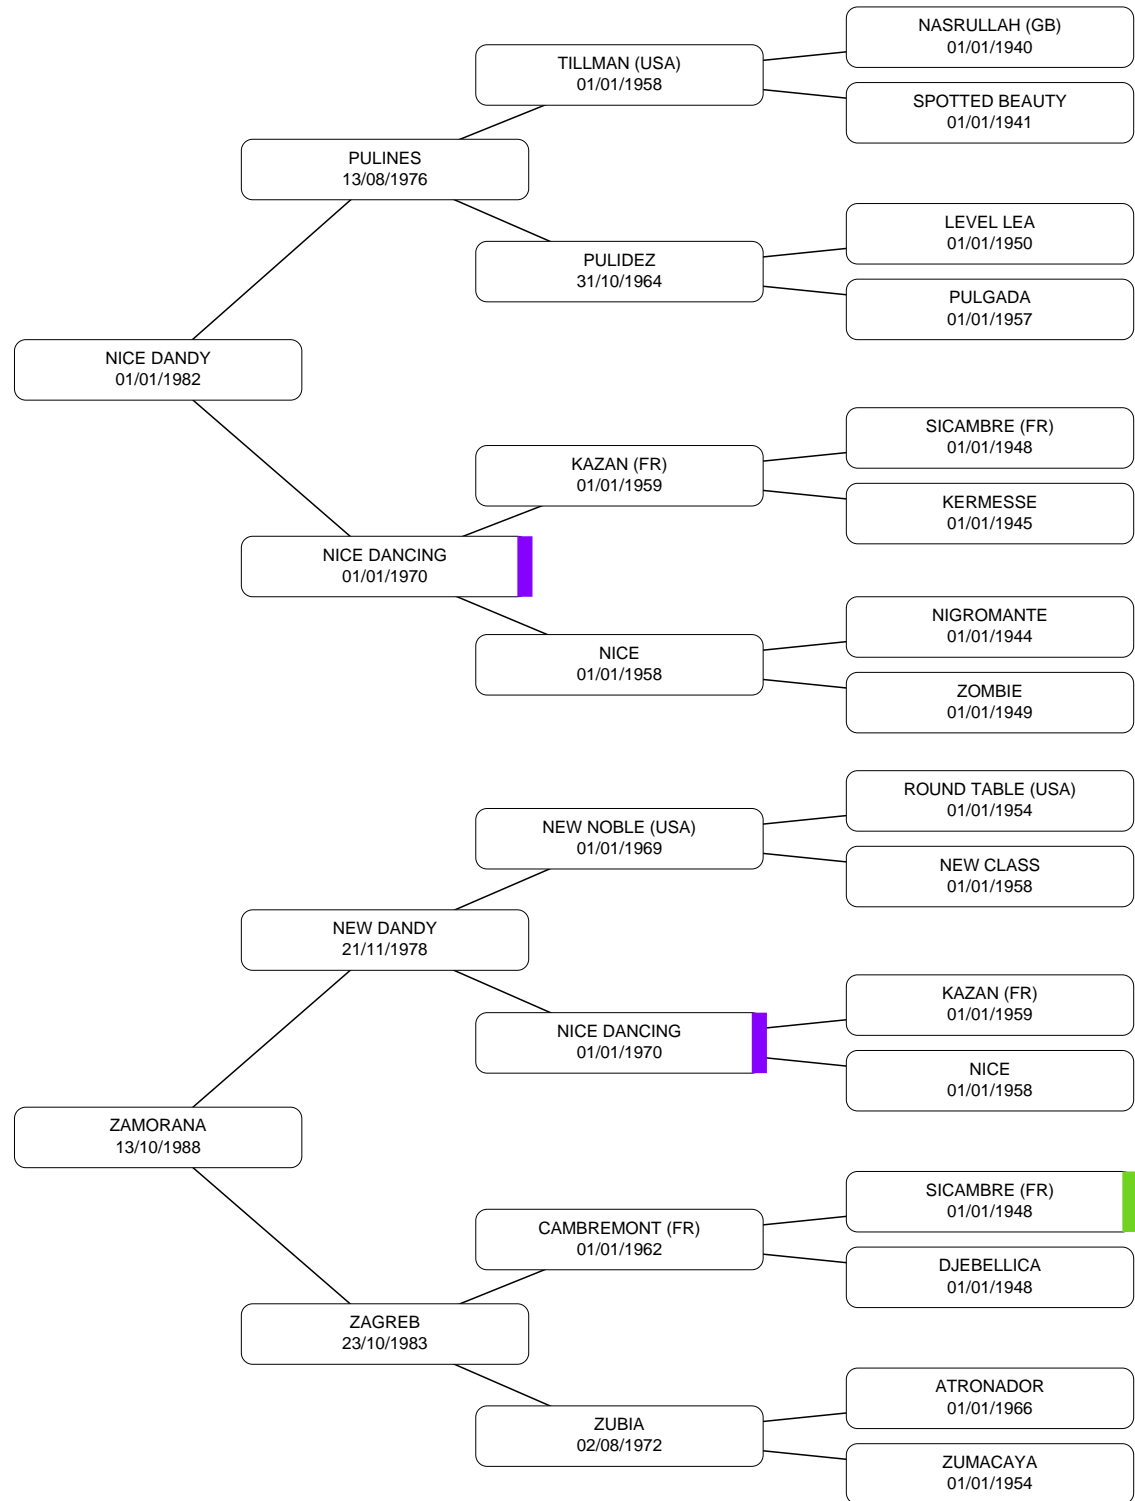 NASRULLAH (GB)
01/01/1940
TILLMAN (USA)
01/01/1958
SPOTTED BEAUTY
01/01/1941
PULINES
13/08/1976
LEVEL LEA
01/01/1950
PULIDEZ
31/10/1964
PULGADA
01/01/1957
NICE DANDY
01/01/1982
SICAMBRE (FR)
01/01/1948
KAZAN (FR)
01/01/1959
KERMESSE
01/01/1945
NICE DANCING
01/01/1970
NIGROMANTE
01/01/1944
NICE
01/01/1958
ZOMBIE
01/01/1949
ROUND TABLE (USA)
01/01/1954
NEW NOBLE (USA)
01/01/1969
NEW CLASS
01/01/1958
NEW DANDY
21/11/1978
KAZAN (FR)
01/01/1959
NICE DANCING
01/01/1970
NICE
01/01/1958
ZAMORANA
13/10/1988
SICAMBRE (FR)
01/01/1948
CAMBREMONT (FR)
01/01/1962
DJEBELLICA
01/01/1948
ZAGREB
23/10/1983
ATRONADOR
01/01/1966
ZUBIA
02/08/1972
ZUMACAYA
01/01/1954